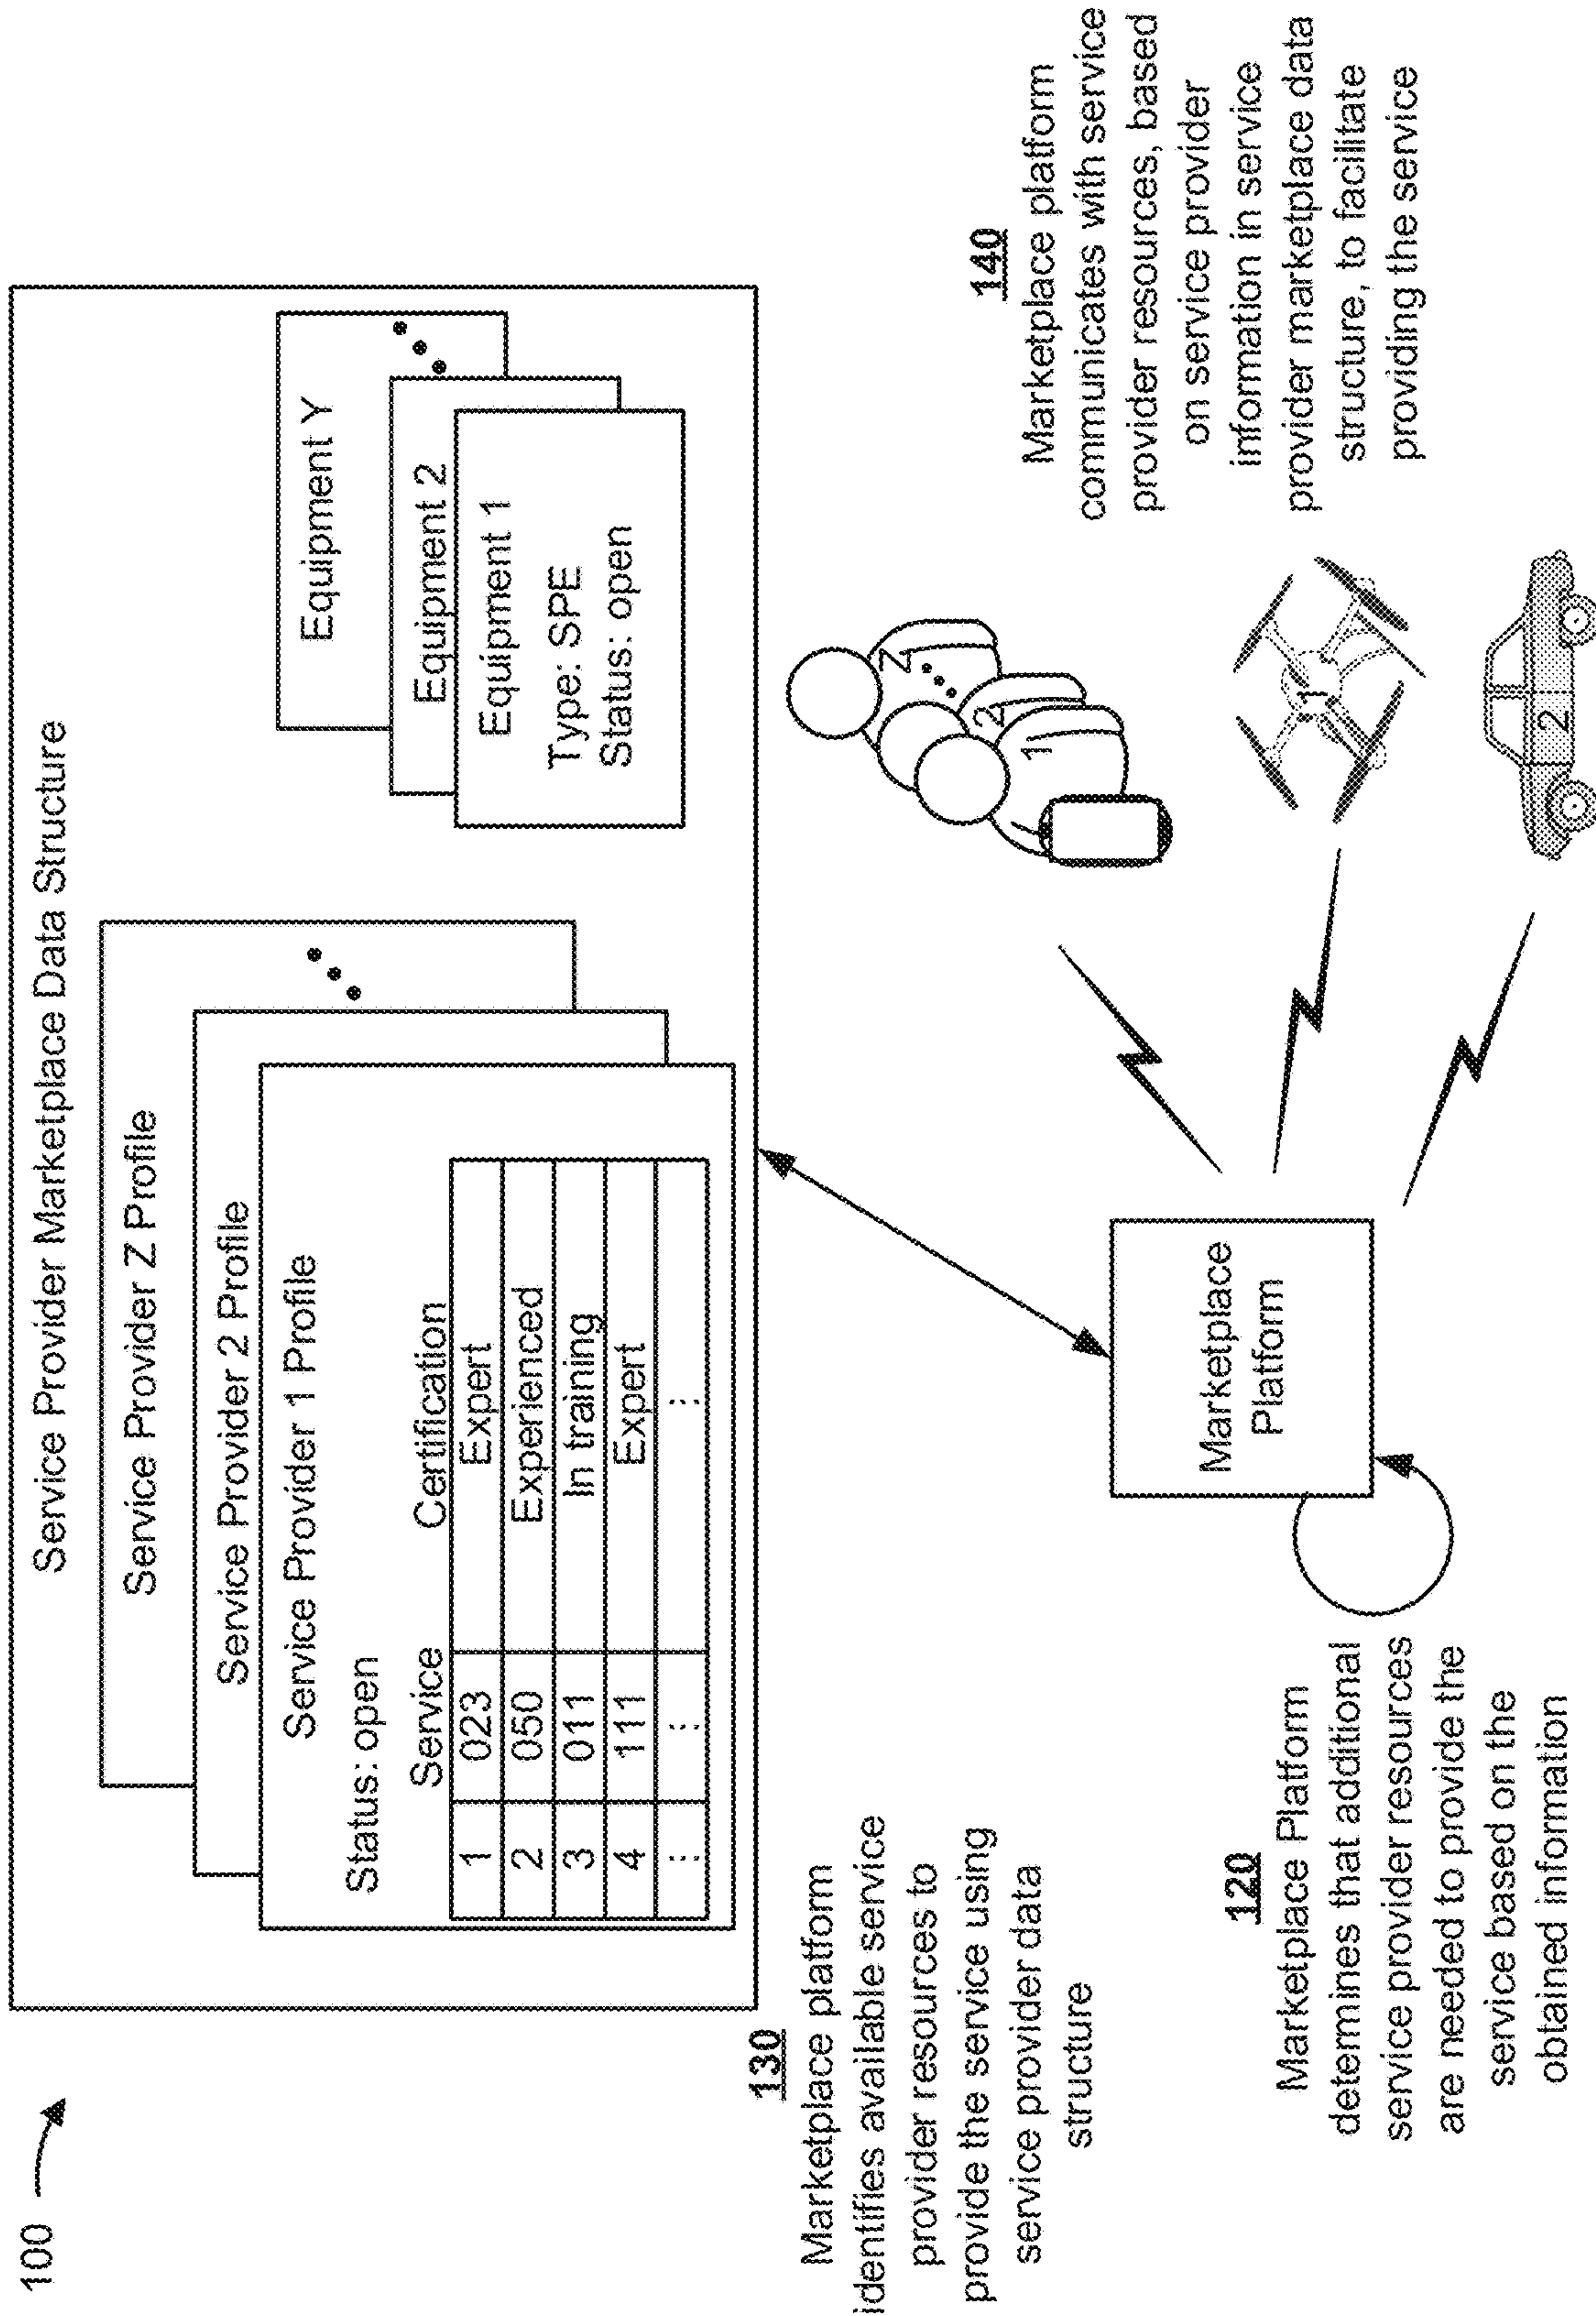 100
Service Provider Marketplace Data Structure
Service Provider Z Profile
Service Provider 2 Profile
Service Provider 1 Profile
Status: open
Service Certification
1 023 Expert
2 050 Experienced
3 011 In training
4 111 Expert
Equipment Y
Equipment 2
Equipment 1
Type: SPE
Status: open
130
Marketplace platform
identifies available service
provider resources to
provide the service using
service provider data
structure
Z
2
1
1
2
140
Marketplace platform
communicates with service
provider resources, based
on service provider
information in service
provider marketplace data
structure, to facilitate
providing the service
Marketplace
Platform
120
Marketplace Platform
determines that additional
service provider resources
are needed to provide the
service based on the
obtained information